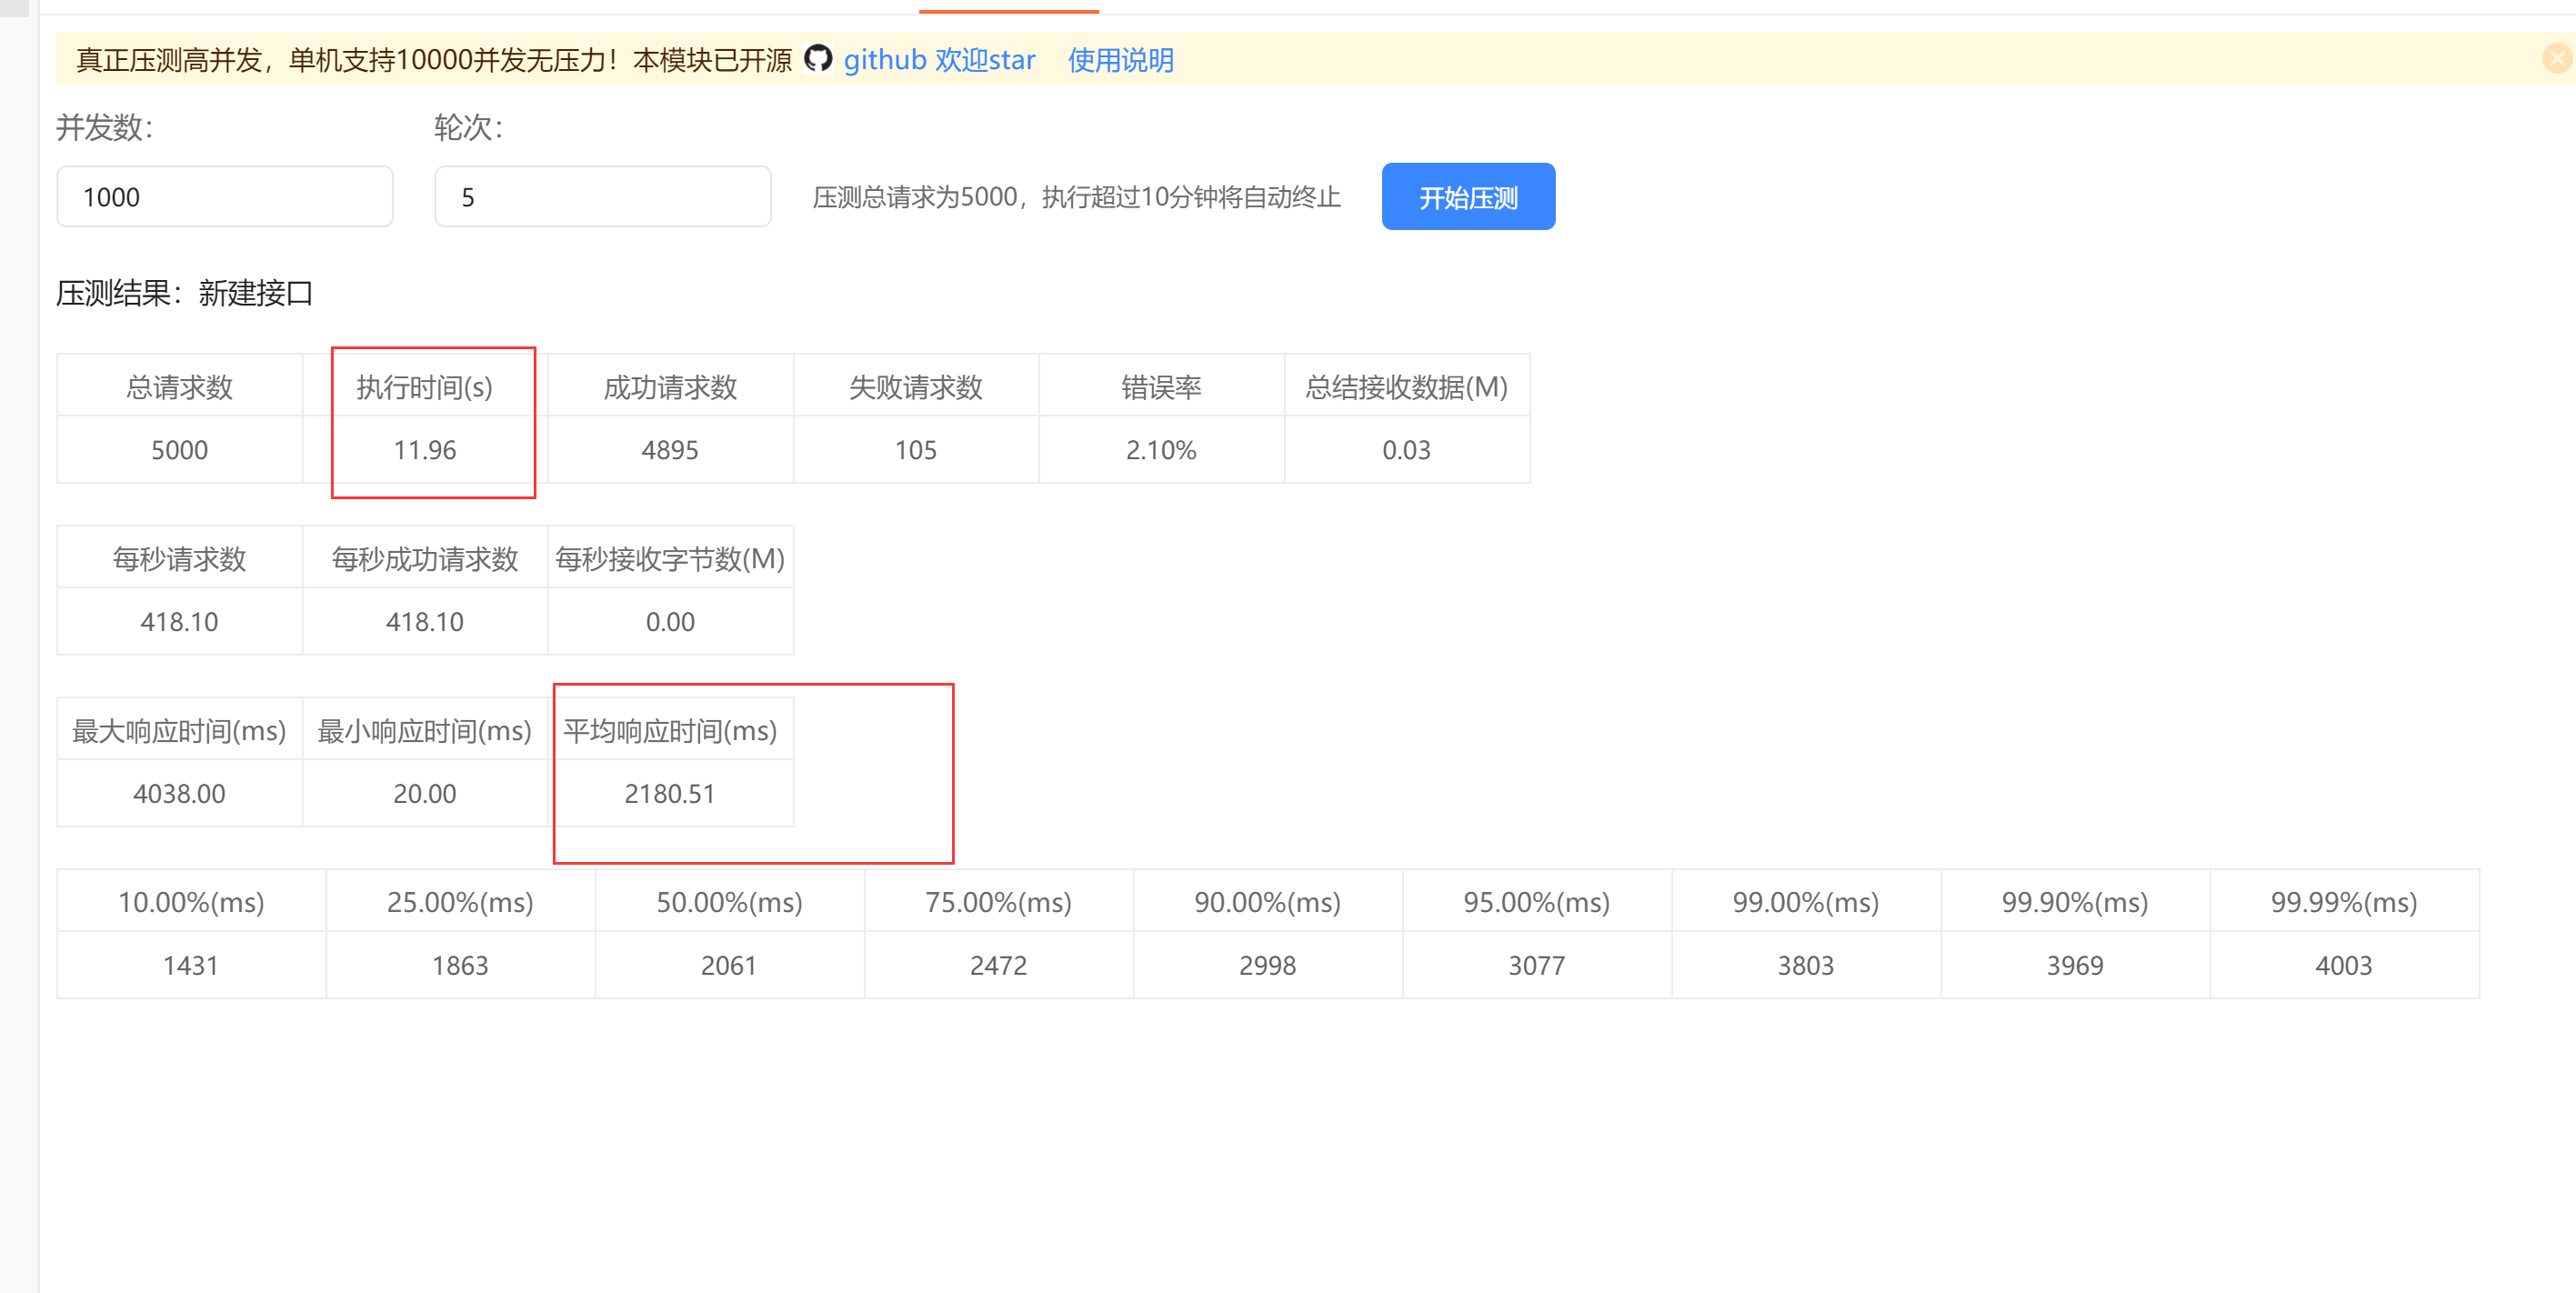 真正压测高并发，单机支持10000并发无压力！本模块已开源 github 欢迎star 使用说明
并发数： 轮次：
1000 5 压测总请求为5000，执行超过10分钟将自动终止 开始压测
压测结果：新建接口
总请求数 执行时间(s) 成功请求数 失败请求数 错误率 总结接收数据(M)
5000 11.96 4895 105 2.10% 0.03
每秒请求数 每秒成功请求数 每秒接收字节数(M)
418.10 418.10 0.00
最大响应时间(ms) 最小响应时间(ms) 平均响应时间(ms)
4038.00 20.00 2180.51
10.00%(ms) 25.00%(ms) 50.00%(ms) 75.00%(ms) 90.00%(ms) 95.00%(ms) 99.00%(ms) 99.90%(ms) 99.99%(ms)
1431 1863 2061 2472 2998 3077 3803 3969 4003